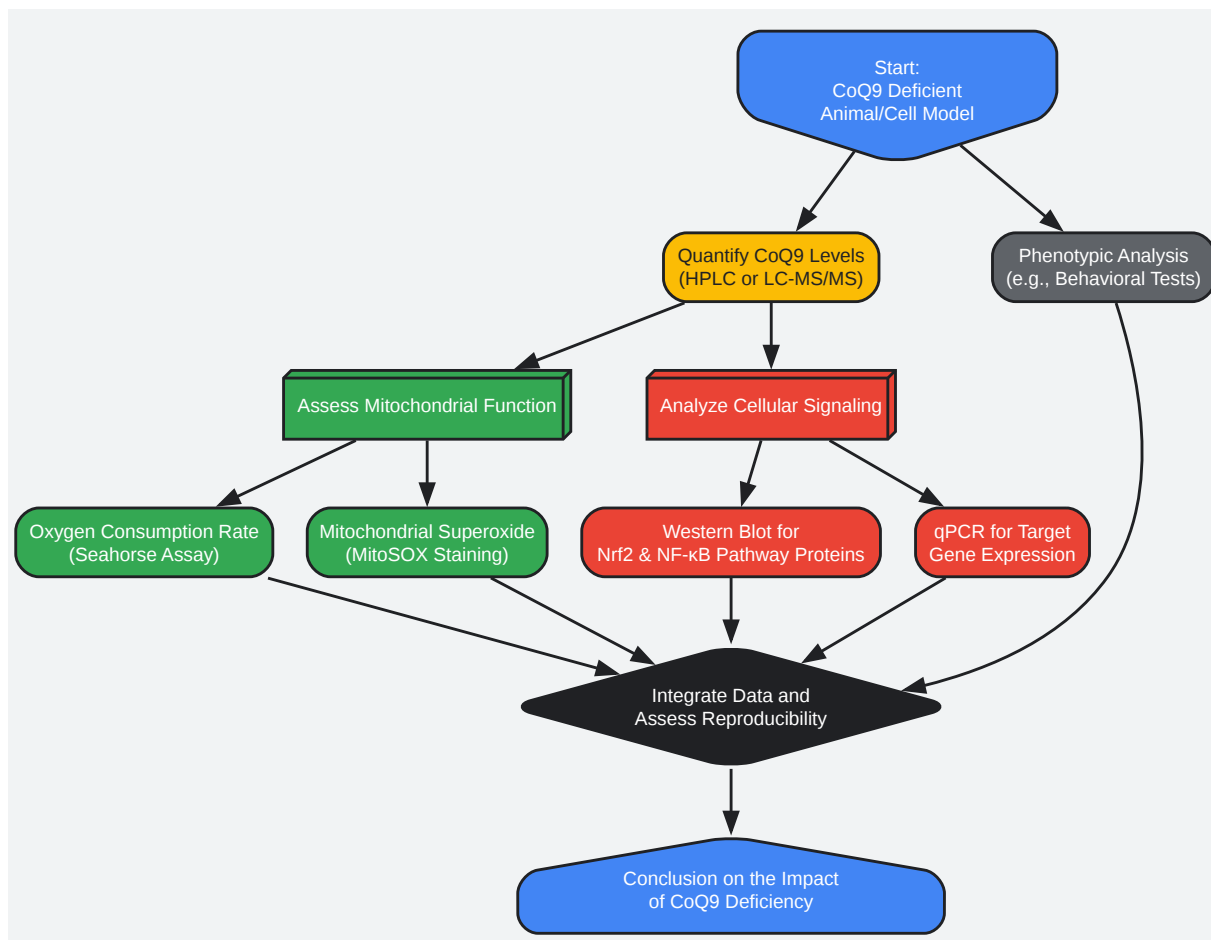 Start:
CoQ9 Deficient
Animal/Cell Model
Quantify CoQ9 Levels
(HPLC or LC-MS/MS)
Phenotypic Analysis
(e.g., Behavioral Tests)
Assess Mitochondrial Function
Analyze Cellular Signaling
Oxygen Consumption Rate
(Seahorse Assay)
Mitochondrial Superoxide
(MitoSOX Staining)
Western Blot for
Nrf2 & NF-κB Pathway Proteins
qPCR for Target
Gene Expression
Integrate Data and
Assess Reproducibility
Conclusion on the Impact
of CoQ9 Deficiency